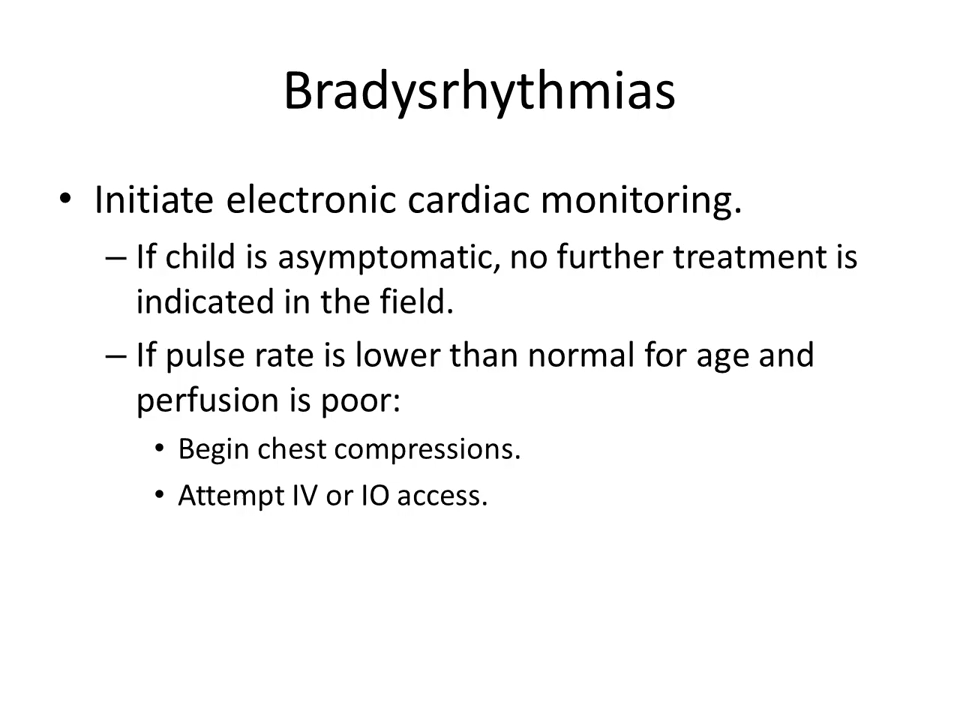 Bradysrhythmias
• Initiate electronic cardiac monitoring.
– If child is asymptomatic, no further treatment is
indicated in the field.
– If pulse rate is lower than normal for age and
perfusion is poor:
• Begin chest compressions.
• Attempt IV or IO access.